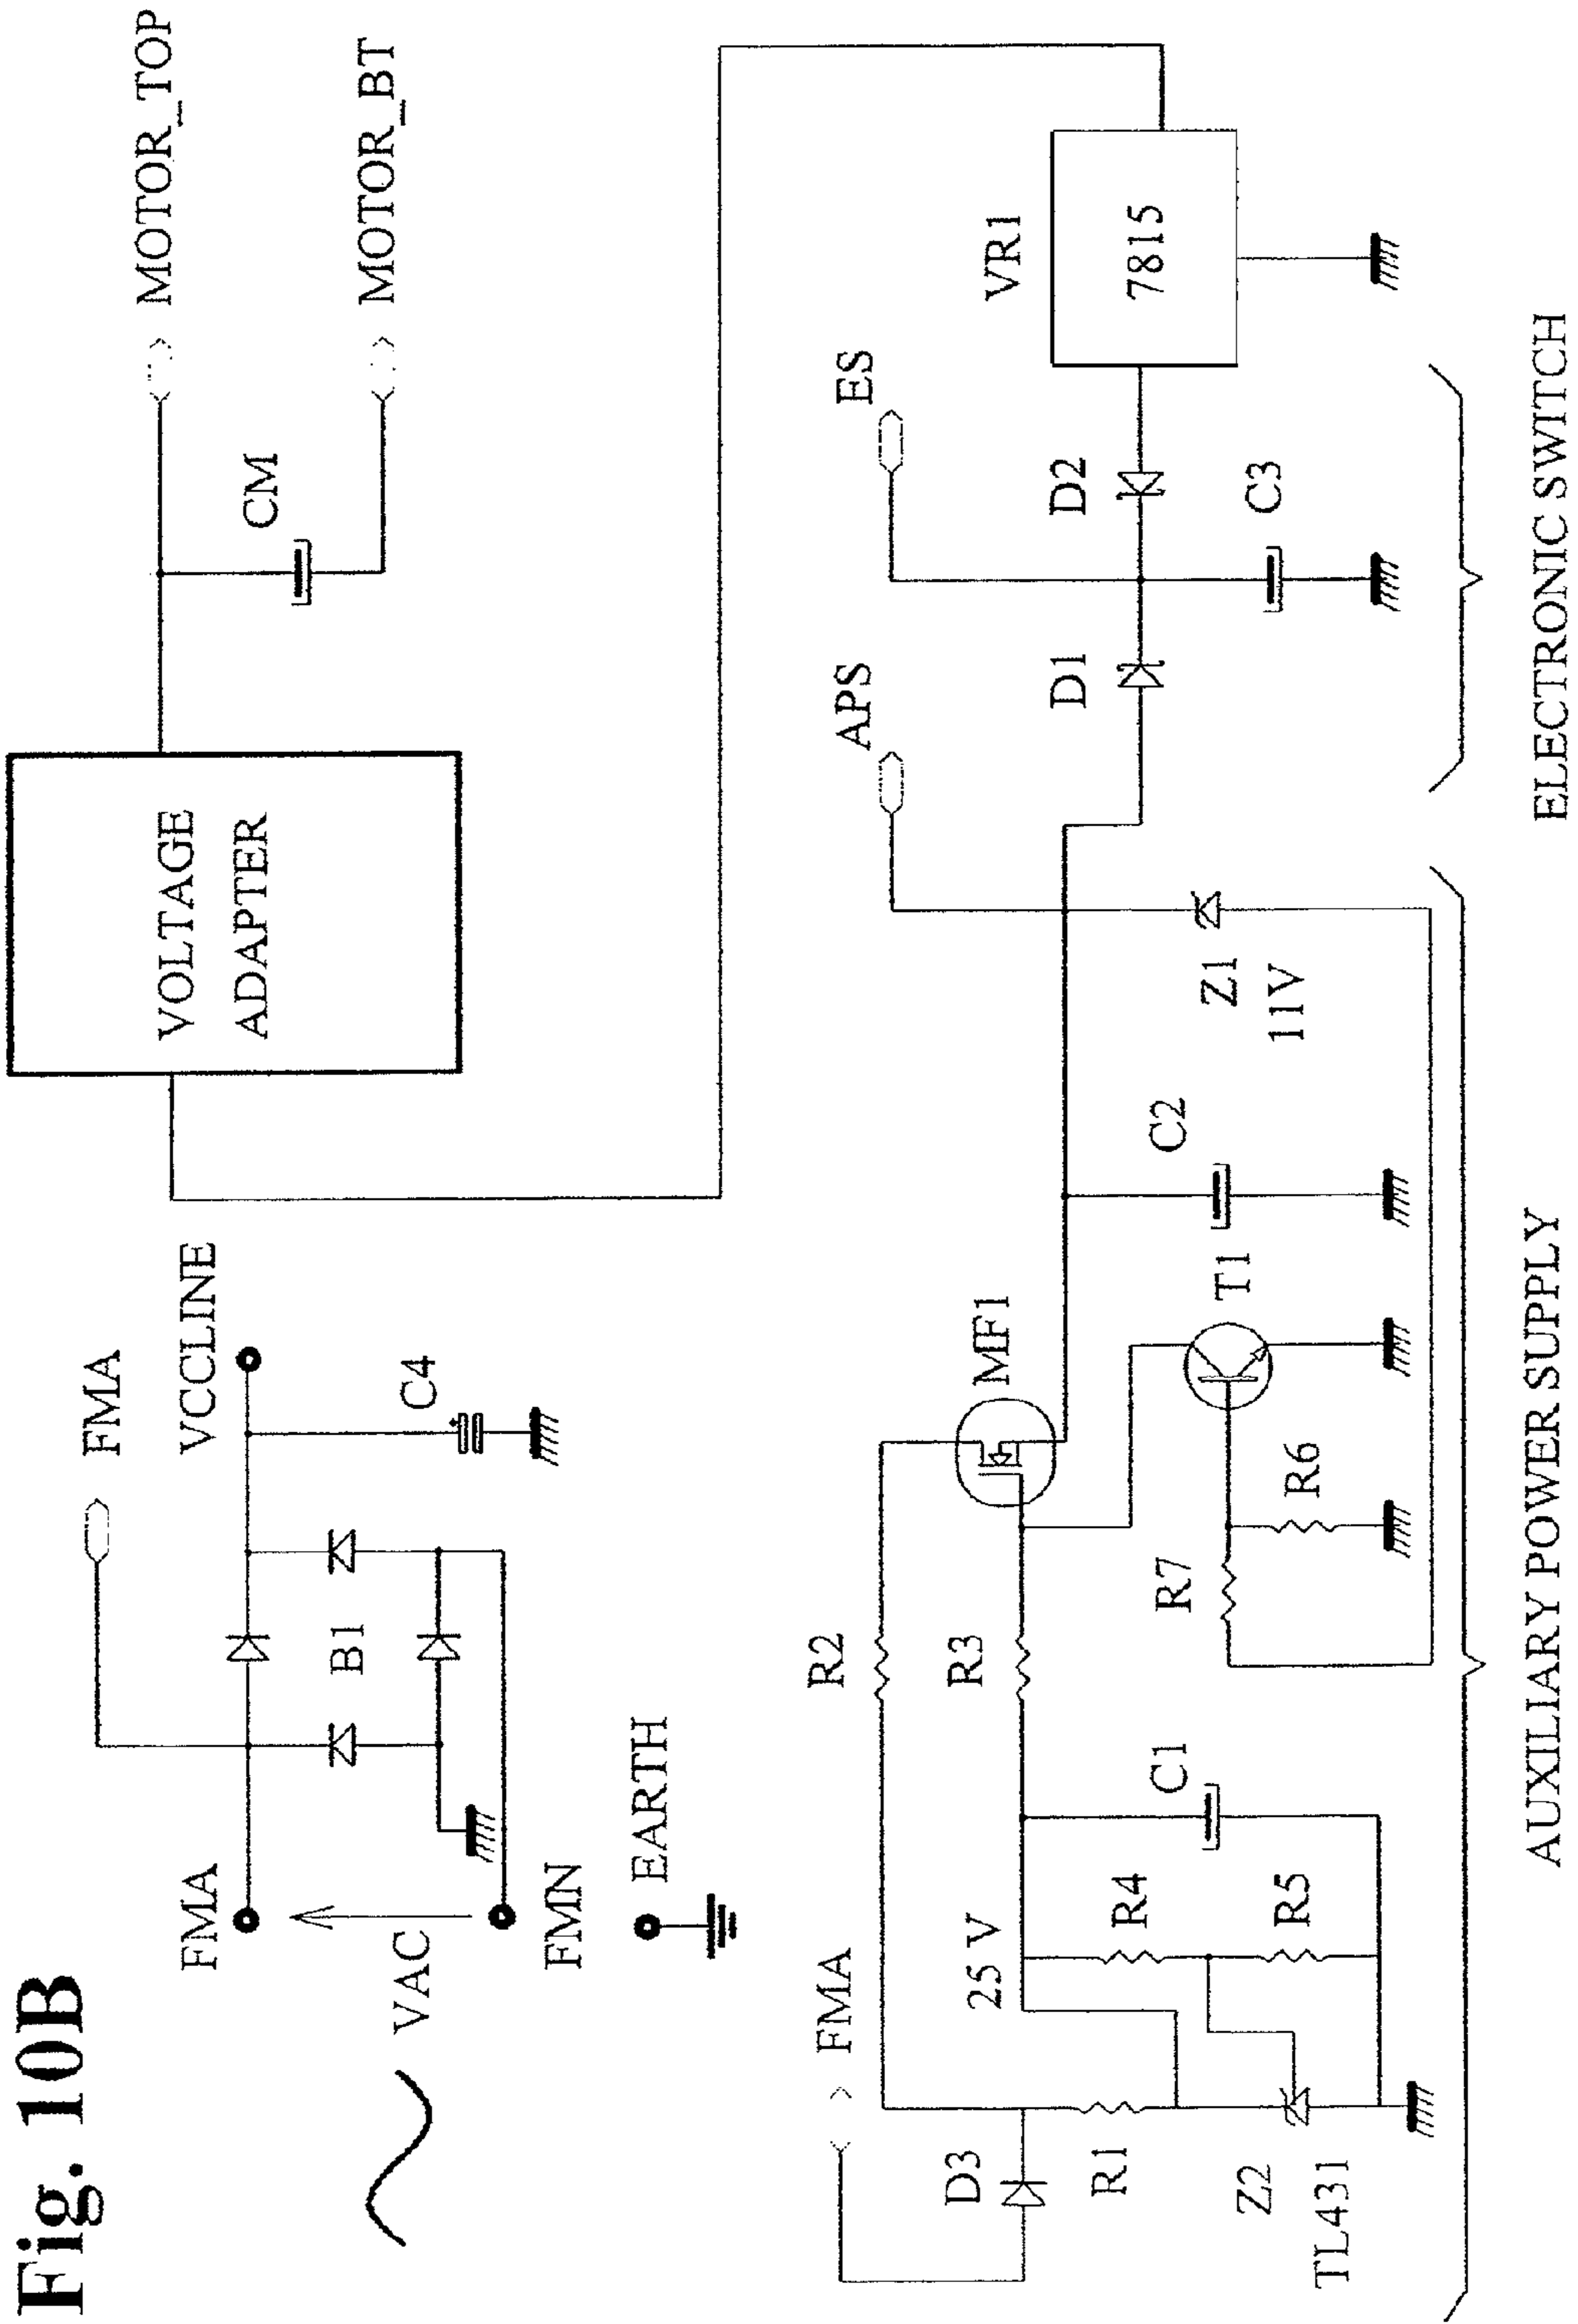 Fig. 10B
FMA
FMA
VCCLINE
VAC
B1
C4
FMN
EARTH
VOLTAGE
ADAPTER
CM
MOTOR_TOP
MOTOR_BT
FMA
D3
R1
R2
25 V
R3
MF1
Z2
TL431
R4
R5
C1
R7
R6
T1
C2
Z1
11V
APS
D1
ES
D2
C3
VR1
7815
AUXILIARY POWER SUPPLY
ELECTRONIC SWITCH